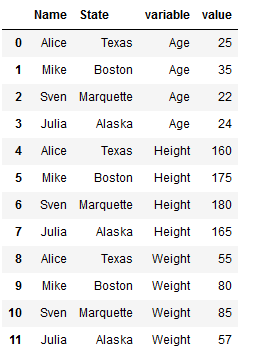 Name State variable value
0 Alice Texas Age 25
1 Mike Boston Age 35
2 Sven Marquette Age 22
3 Julia Alaska Age 24
4 Alice Texas Height 160
5 Mike Boston Height 175
6 Sven Marquette Height 180
7 Julia Alaska Height 165
8 Alice Texas Weight 55
9 Mike Boston Weight 80
10 Sven Marquette Weight 85
11 Julia Alaska Weight 57